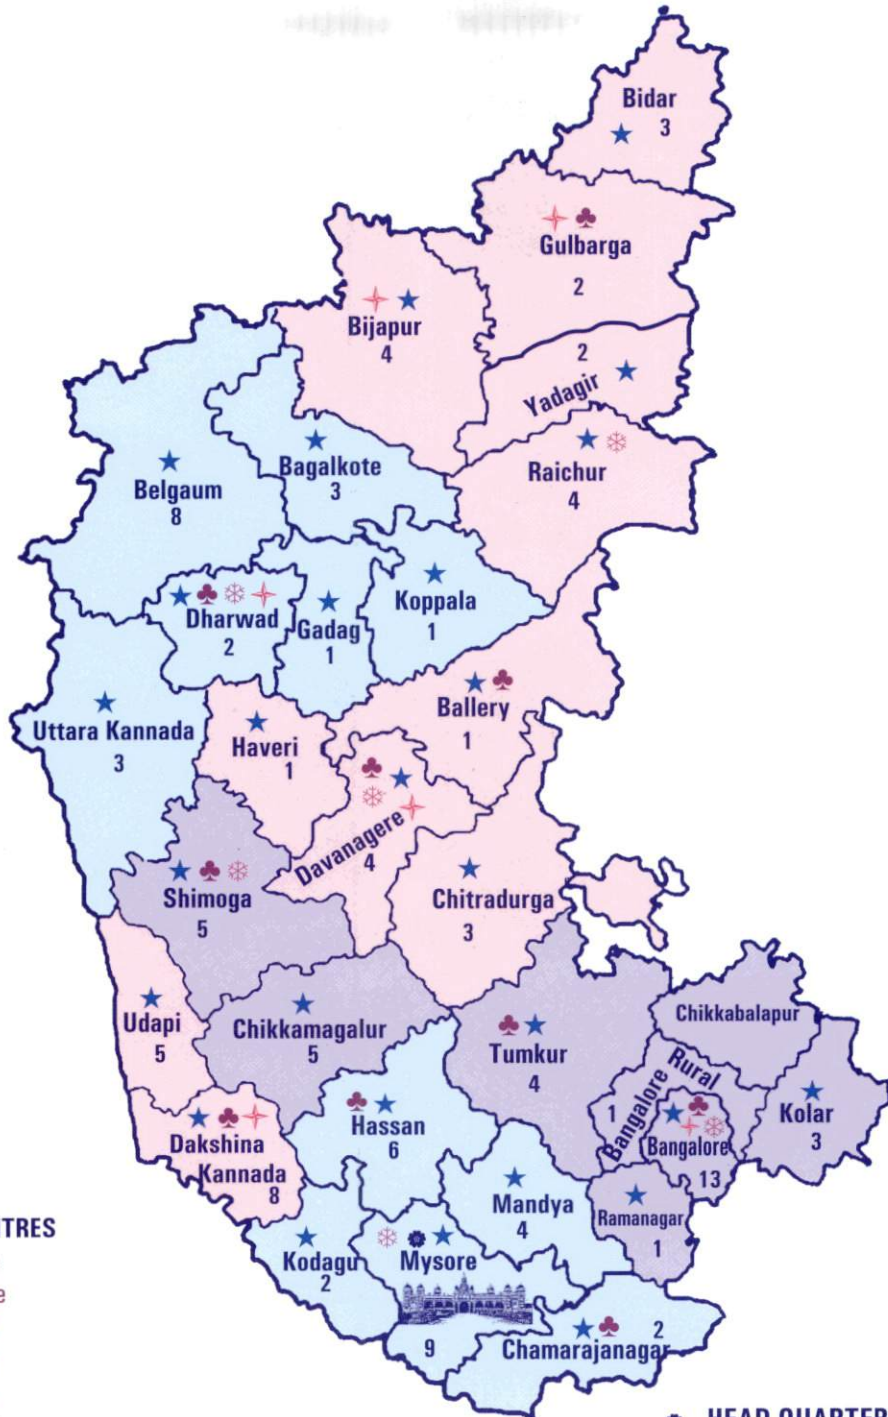 Bidar
3
Gulbarga
2
Bijapur
4
2
Yadagir
Raichur
4
Bagalkote
3
Belgaum
8
Koppala
1
Dharwad
2
Gadag
1
Ballery
1
Uttara Kannada
3
Haveri
1
Davanagere
4
Chitradurga
3
Shimoga
5
Udapi
5
Chikkamagalur
5
Tumkur
4
Chikkabalapur
Bangalore Rural
1
Kolar
3
Bangalore
13
Hassan
6
Dakshina
Kannada
8
Mandya
4
Ramanagar
1
Kodagu
2
Mysore
9
2
Chamarajanagar
NTRES
e
HEAD QUARTER